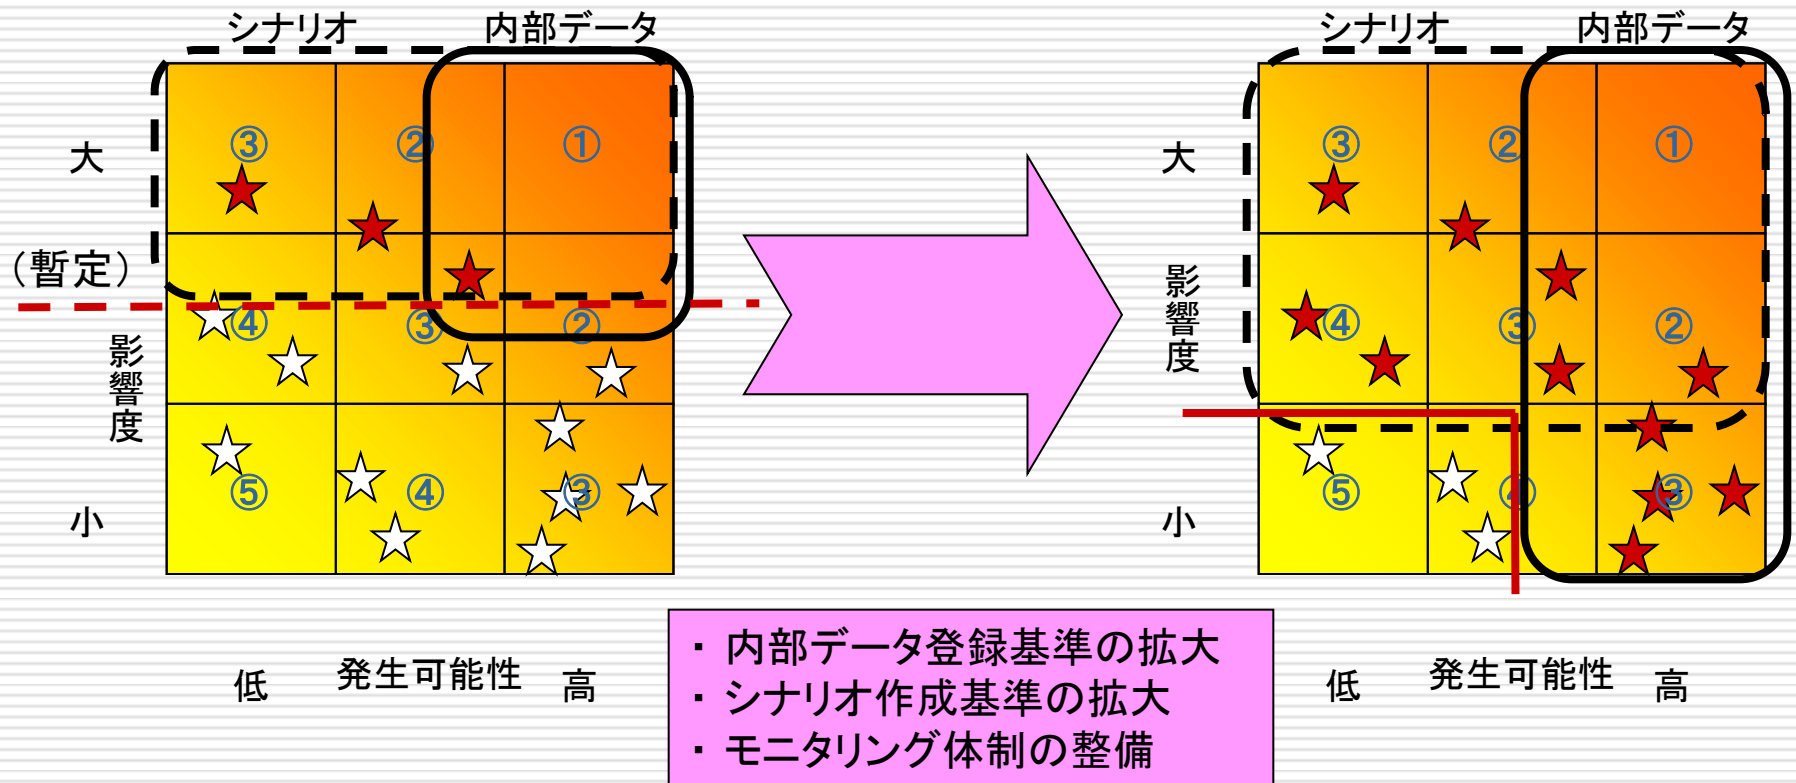 シナリオ
内部データ
大
③
②
①
（暫定）
④
③
②
影響度
⑤
④
③
小
低
発生可能性
高
シナリオ
内部データ
大
③
②
①
影響度
④
③
②
⑤
④
③
小
低
発生可能性
高
・ 内部データ登録基準の拡大
・ シナリオ作成基準の拡大
・ モニタリング体制の整備